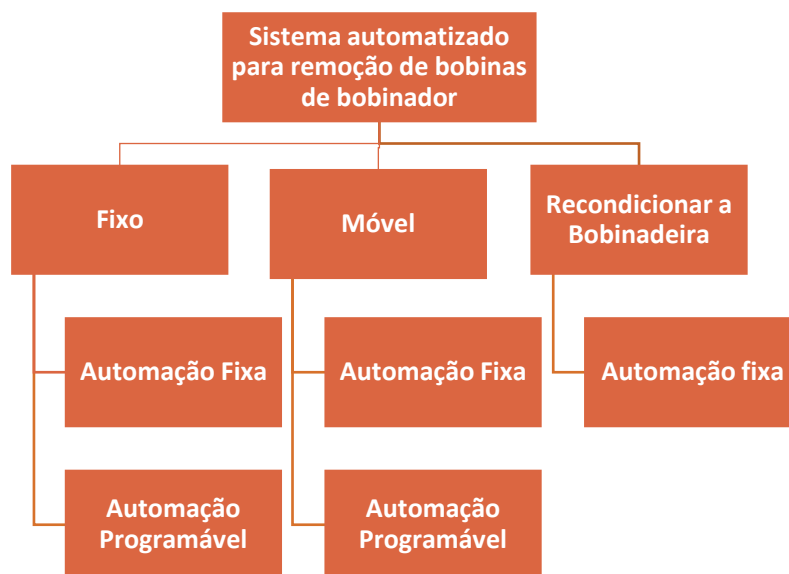 Sistema automatizado
para remoção de bobinas
de bobinador
Fixo
Móvel
Recondicionar a
Bobinadeira
Automação Fixa
Automação Fixa
Automação fixa
Automação
Programável
Automação
Programável